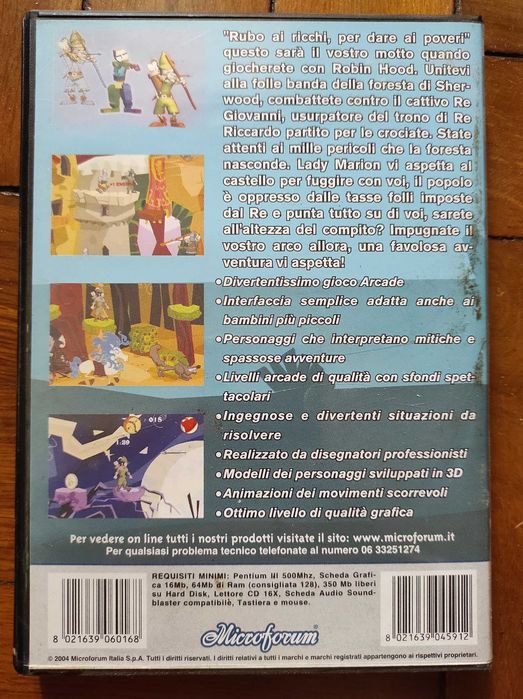 "Rubo ai ricchi, per dare ai poveri"
questo sarà il vostro motto quando
giocherete con Robin Hood. Unitevi
alla folle banda della foresta di Sher-
wood, combattete contro il cattivo Re
Giovanni, usurpatore del trono di Re
Riccardo partito per le crociate. State
attenti ai mille pericoli che la foresta
nasconde. Lady Marion vi aspetta al
castello per fuggire con voi, il popolo
è oppresso dalle tasse folli imposte
dal Re e punta tutto su di voi, sarete
all'altezza del compito? Impugnate il
vostro arco allora, una favolosa av-
ventura vi aspetta!
•Divertentissimo gioco Arcade
•Interfaccia semplice adatta anche ai
bambini più piccoli
•Personaggi che interpretano mitiche e
spassose avventure
•Livelli arcade di qualità con sfondi spet-
tacolari
•Ingegnose e divertenti situazioni da
risolvere
•Realizzato da disegnatori professionisti
•Modelli dei personaggi sviluppati in 3D
•Animazioni dei movimenti scorrevoli
•Ottimo livello di qualità grafica
Per vedere on line tutti i nostri prodotti visitate il sito: www.microforum.it
Per qualsiasi problema tecnico telefonate al numero 06 33251274
REQUISITI MINIMI: Pentium III 500Mhz, Scheda Grafi-
ca 16Mb, 64Mb di Ram (consigliata 128), 350 Mb liberi
su Hard Disk, Lettore CD 16X, Scheda Audio Sound-
blaster compatibile, Tastiera e mouse.
8 021639 060168
Microforum
8 021639 045912
© 2004 Microforum Italia S.p.A. Tutti i diritti riservati. I diritti relativi a tutti i marchi e marchi registrati appartengono ai rispettivi proprietari.